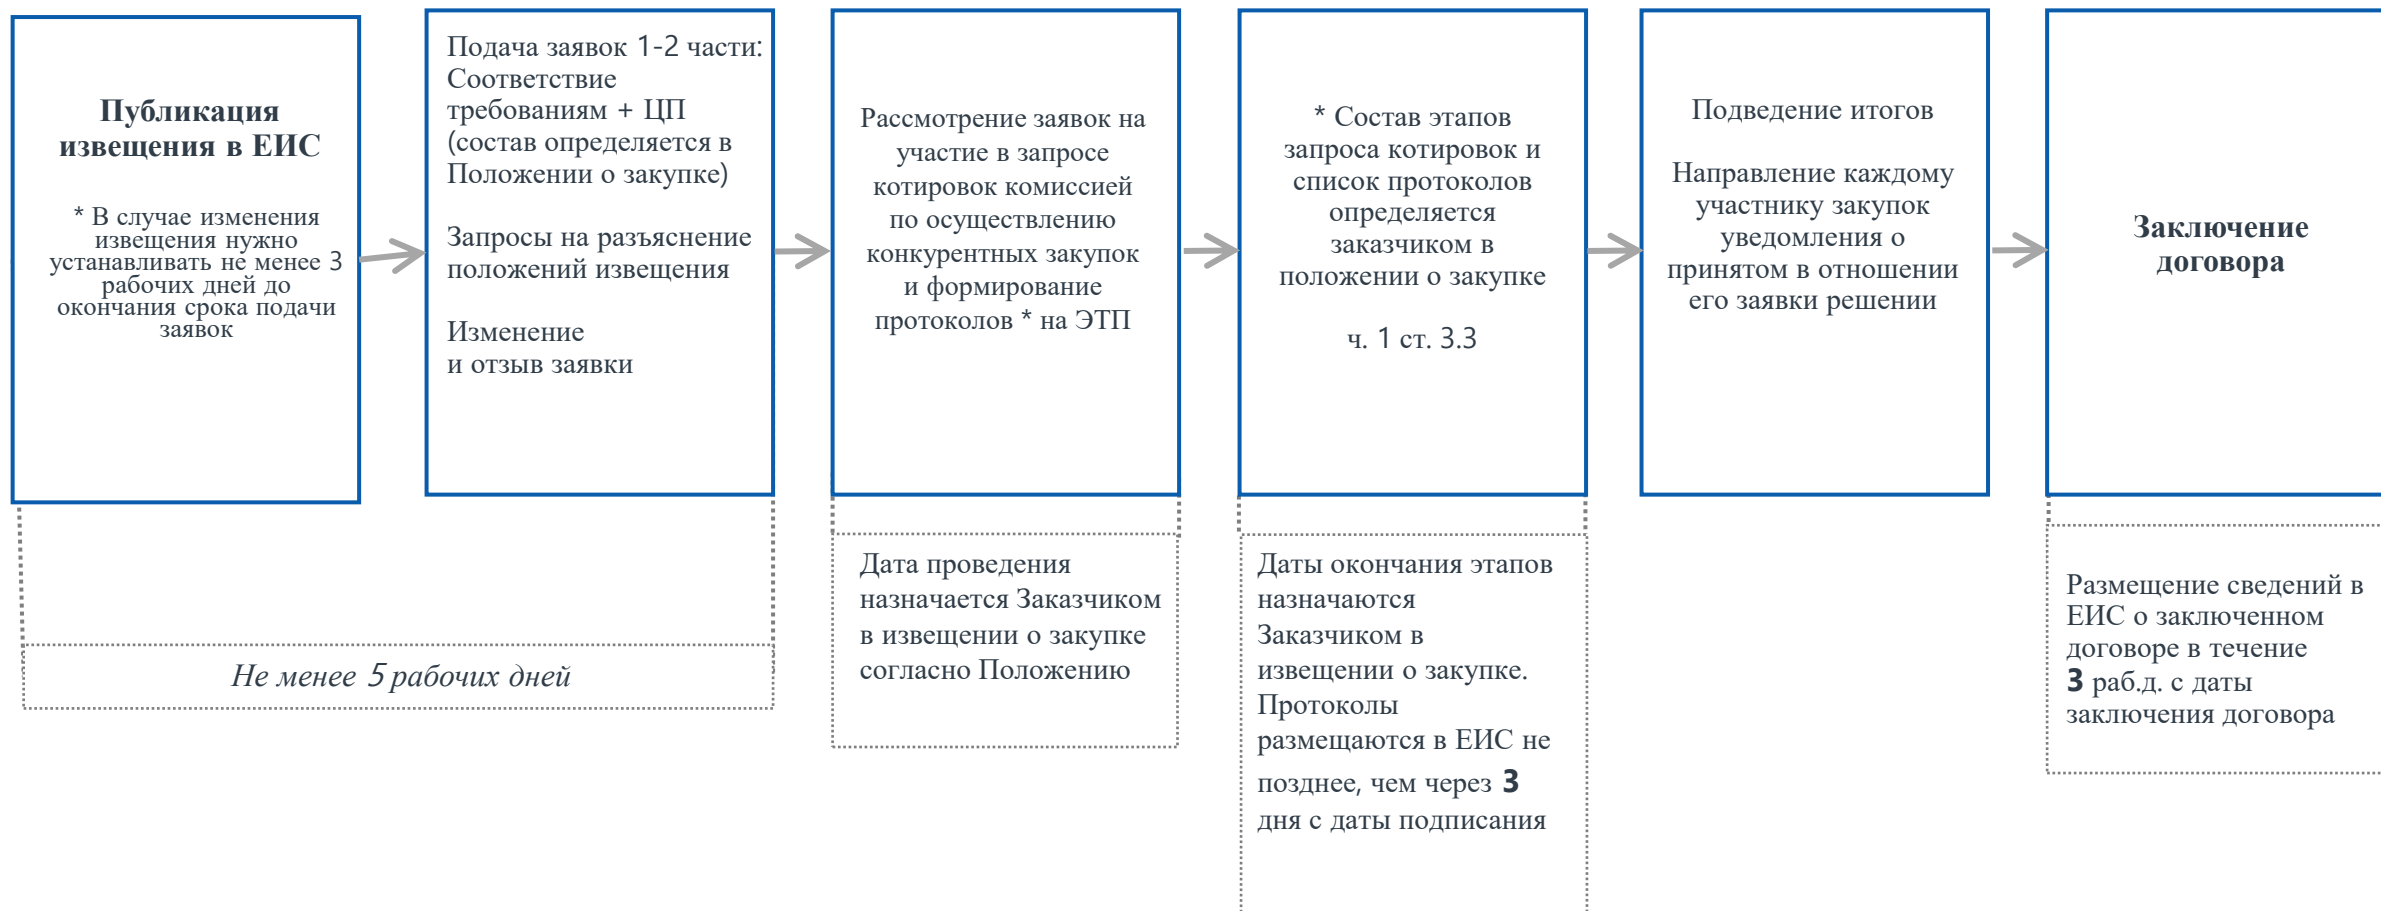 Публикация
извещения в ЕИС
* В случае изменения
извещения нужно
устанавливать не менее 3
рабочих дней до
окончания срока подачи
заявок
Подача заявок 1-2 части:
Соответствие
требованиям + ЦП
(состав определяется в
Положении о закупке)
Запросы на разъяснение
положений извещения
Изменение
и отзыв заявки
Рассмотрение заявок на
участие в запросе
котировок комиссией
по осуществлению
конкурентных закупок
и формирование
протоколов * на ЭТП
* Состав этапов
запроса котировок и
список протоколов
определяется
заказчиком в
положении о закупке
ч. 1 ст. 3.3
Подведение итогов
Направление каждому
участнику закупок
уведомления о
принятом в отношении
его заявки решении
Заключение
договора
Не менее 5 рабочих дней
Дата проведения
назначается Заказчиком
в извещении о закупке
согласно Положению
Даты окончания этапов
назначаются
Заказчиком в
извещении о закупке.
Протоколы
размещаются в ЕИС не
позднее, чем через 3
дня с даты подписания
Размещение сведений в
ЕИС о заключенном
договоре в течение
3 раб.д. с даты
заключения договора